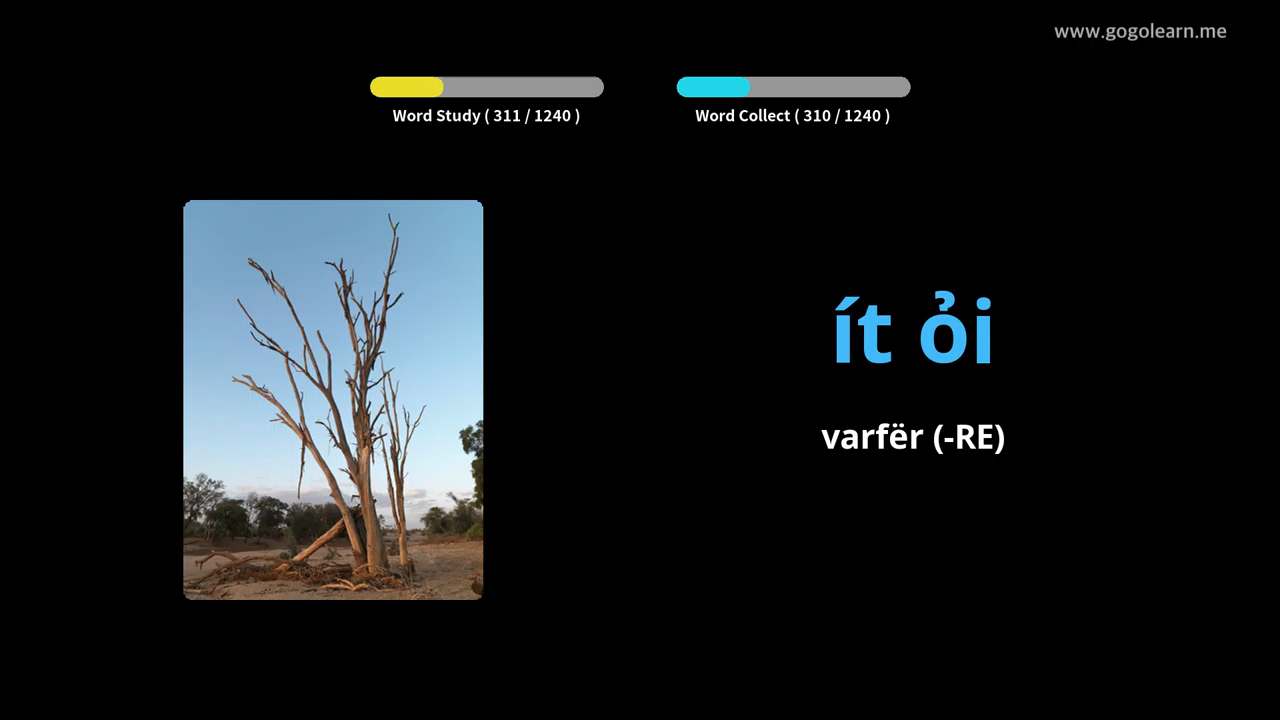 www.gogolearn.me
Word Study ( 311 / 1240 )
Word Collect ( 310 / 1240 )
ít ỏi
varfër (-RE)